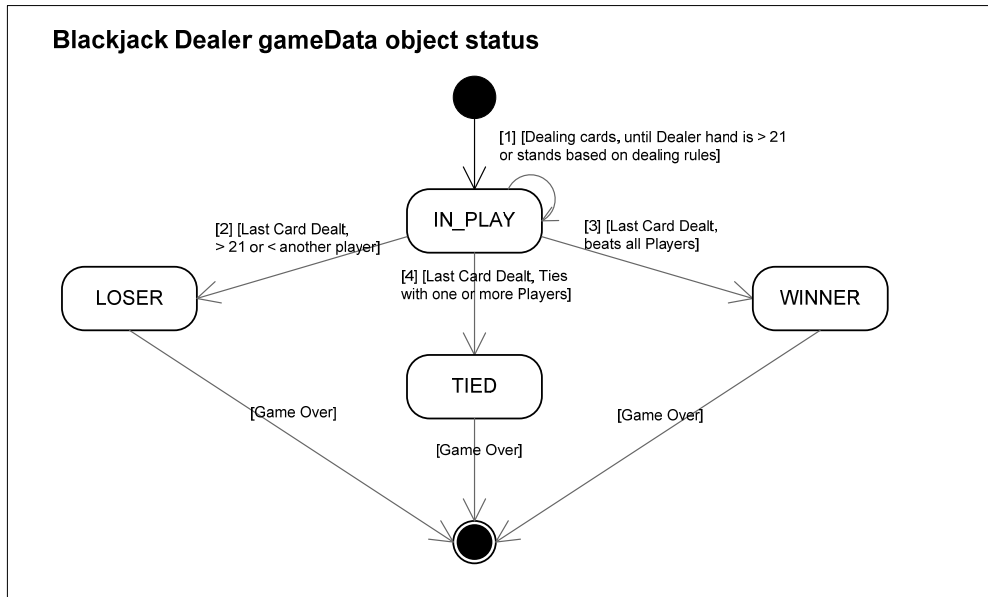 Blackjack Dealer gameData object status
[1] [Dealing cards, until Dealer hand is > 21
or stands based on dealing rules]
IN_PLAY
[2] [Last Card Dealt,
> 21 or < another player]
[3] [Last Card Dealt,
beats all Players]
[4] [Last Card Dealt, Ties
with one or more Players]
LOSER
WINNER
TIED
[Game Over]
[Game Over]
[Game Over]